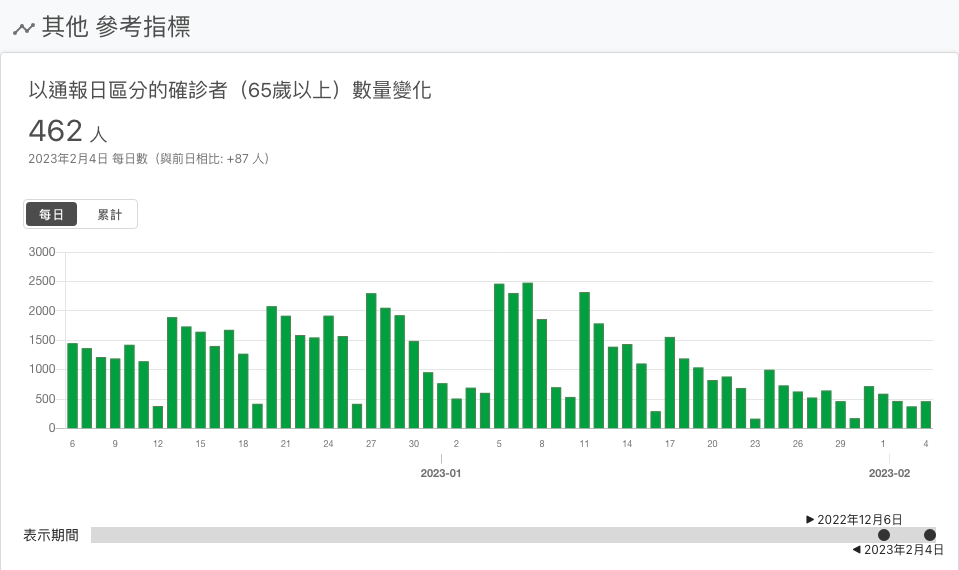 其他 參考指標
以通報日區分的確診者（65歲以上）數量變化
462 人
2023年2月4日 每日數（與前日相比: +87 人）
每日 累計
3000
2500
2000
1500
1000
500
0
6 9 12 15 18 21 24 27 30 2 5 8 11 14 17 20 23 26 29 1 4
2023-01 2023-02
▶ 2022年12月6日
表示期間
◀ 2023年2月4日